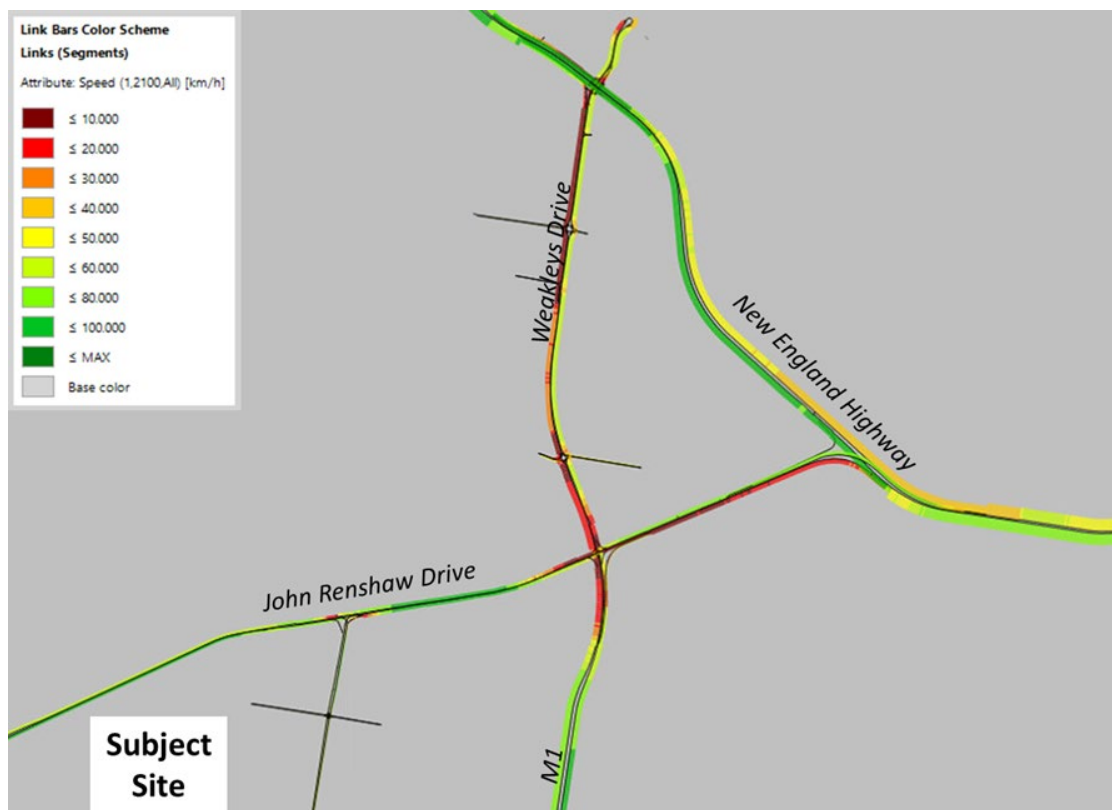 Link Bars Color Scheme
Links (Segments)
Attribute: Speed (1,2100,All) [km/h]
≤ 10.000
≤ 20.000
≤ 30.000
≤ 40.000
≤ 50.000
≤ 60.000
≤ 80.000
≤ 100.000
≤ MAX
Base color
Weakleys Drive
New England Highway
John Renshaw Drive
M1
Subject
Site